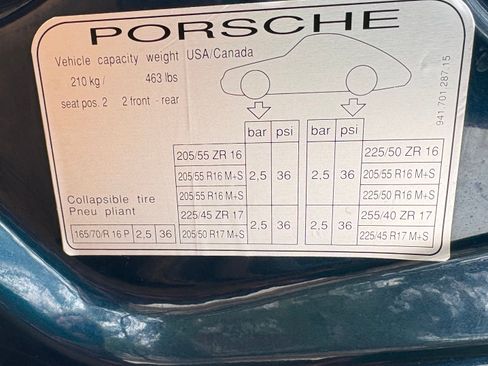 PORSCHE
Vehicle capacity weight USA/Canada
210 kg / 463 lbs
seat pos. 2 2 front - rear
941.701.287.15
bar psi bar psi
205/55 ZR 16 225/50 ZR 16
205/55 R16 M+S 2,5 36 2,5 36 205/55 R16 M+S
205/55 R16 M+S 225/50 R16 M+S
Collapsible tire
Pneu pliant
225/45 ZR 17 255/40 ZR 17
165/70/R 16 P 2,5 36 205/50 R17 M+S 2,5 36 2,5 36 225/45 R17 M+S